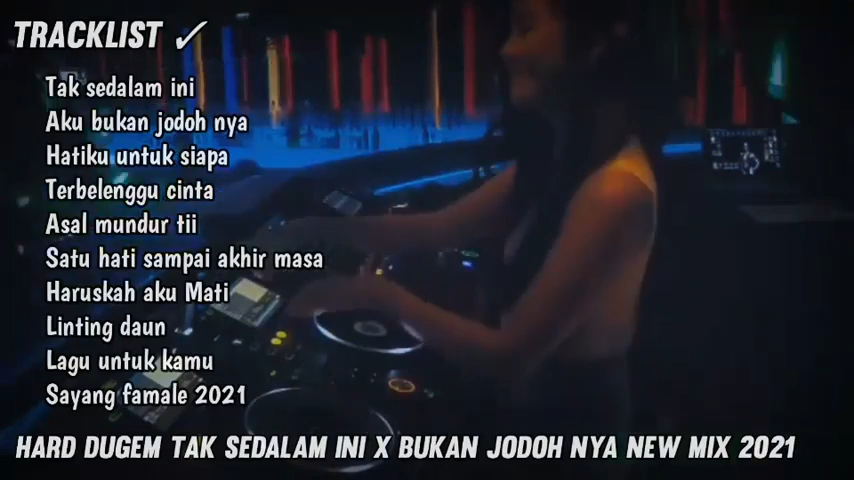 TRACKLIST ✓
Tak sedalam ini
Aku bukan jodoh nya
Hatiku untuk siapa
Terbelenggu cinta
Asal mundur tii
Satu hati sampai akhir masa
Haruskah aku Mati
Linting daun
Lagu untuk kamu
Sayang famale 2021
HARD DUGEM TAK SEDALAM INI X BUKAN JODOH NYA NEW MIX 2021